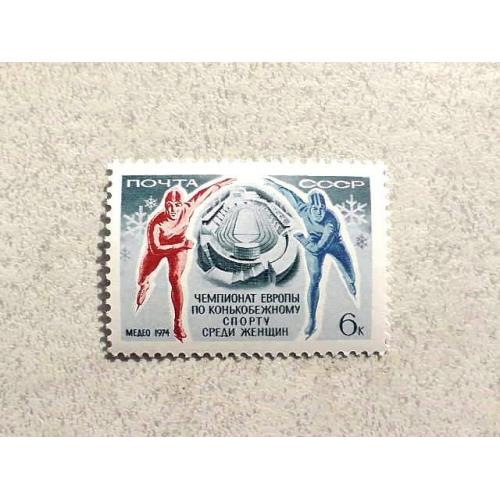 ПОЧТА СССР
ЧЕМПИОНАТ ЕВРОПЫ
ПО КОНЬКОБЕЖНОМУ
СПОРТУ
СРЕДИ ЖЕНЩИН
МЕДЕО 1974
6к